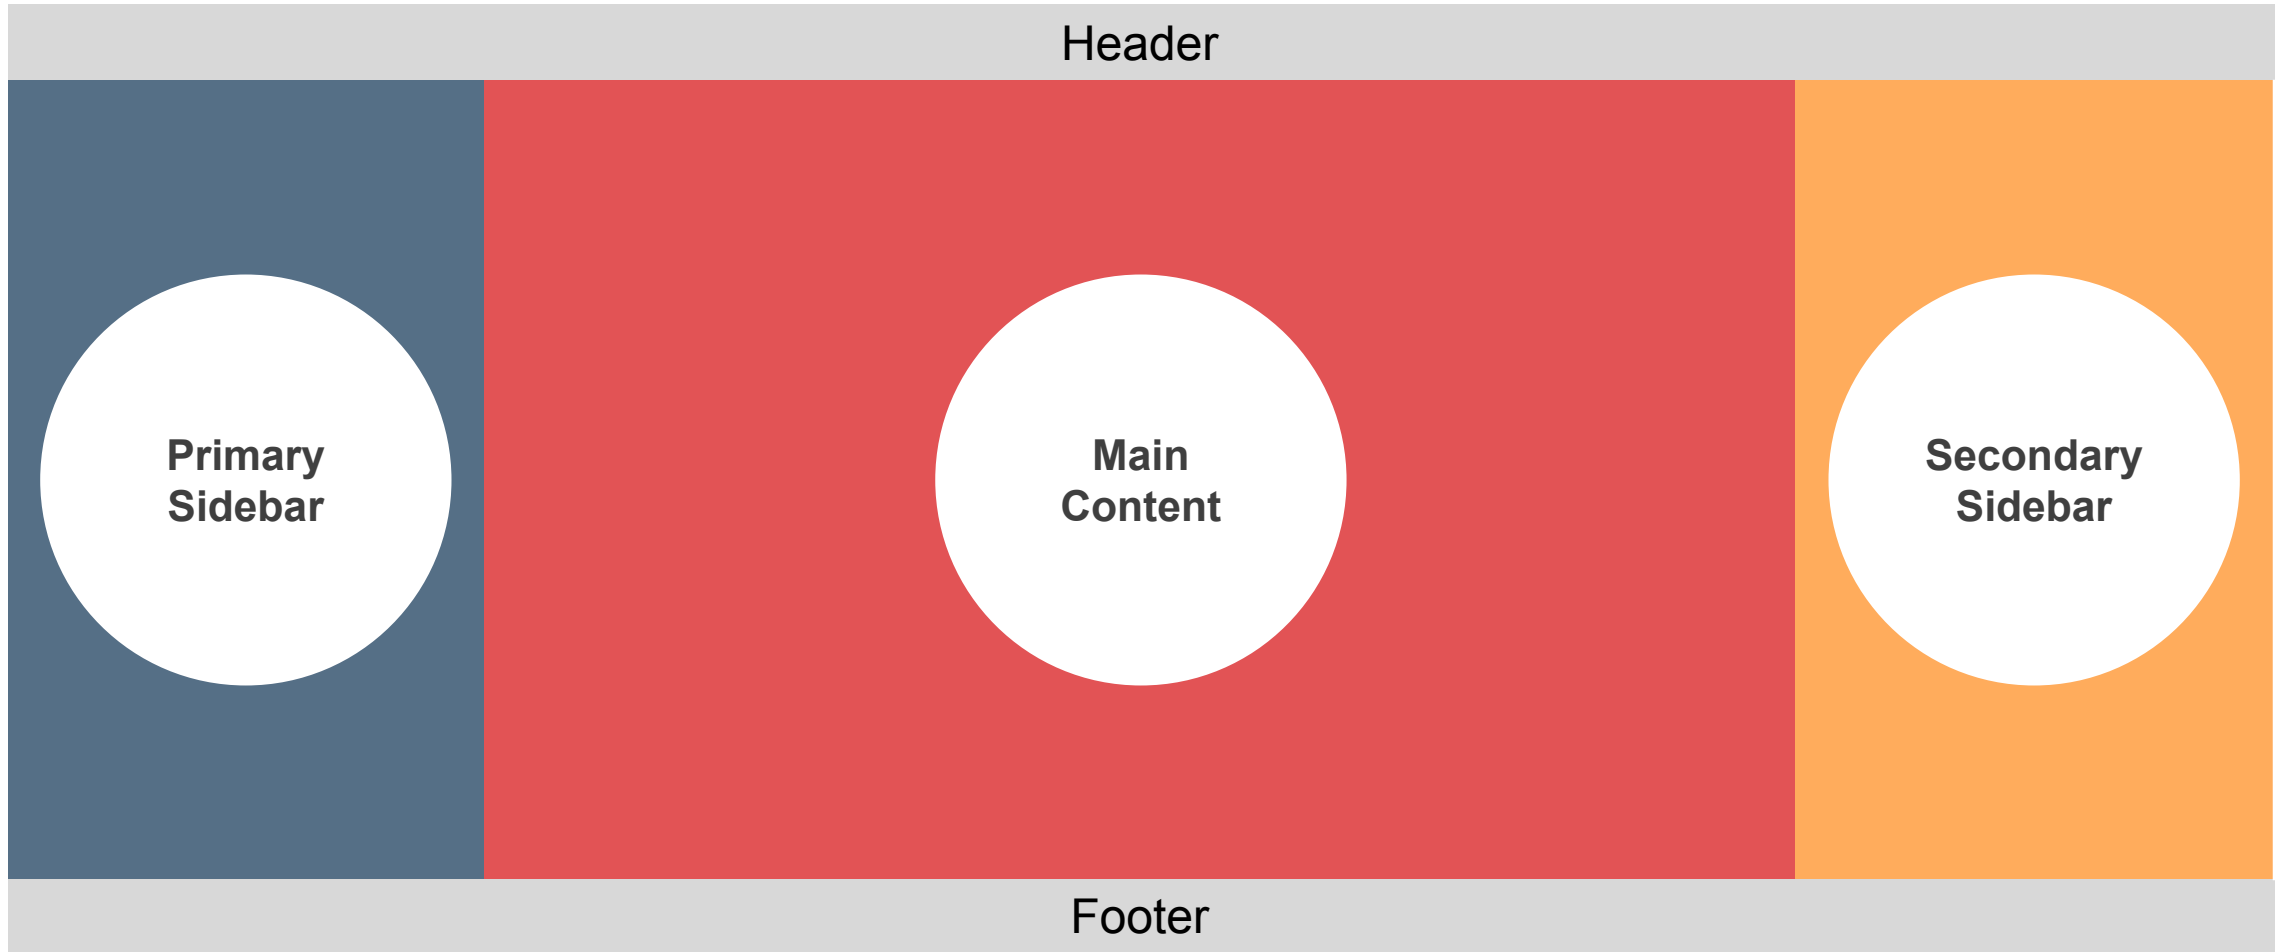 Header
Primary
Sidebar
Main
Content
Secondary
Sidebar
Footer